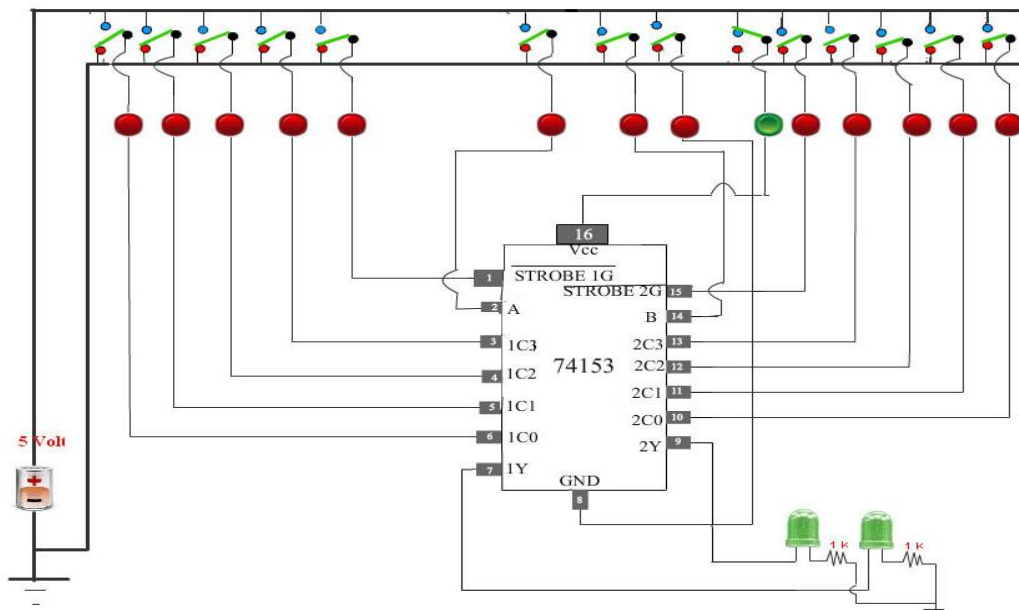 16
Vcc
1 STROBE 1G
STROBE 2G 15
2 A
B 14
3 1C3
2C3 13
74153
4 1C2
2C2 12
5 1C1
2C1 11
6 1C0
2C0 10
7 1Y
2Y 9
GND
8
5 Volt
+
-
1 k
1 k